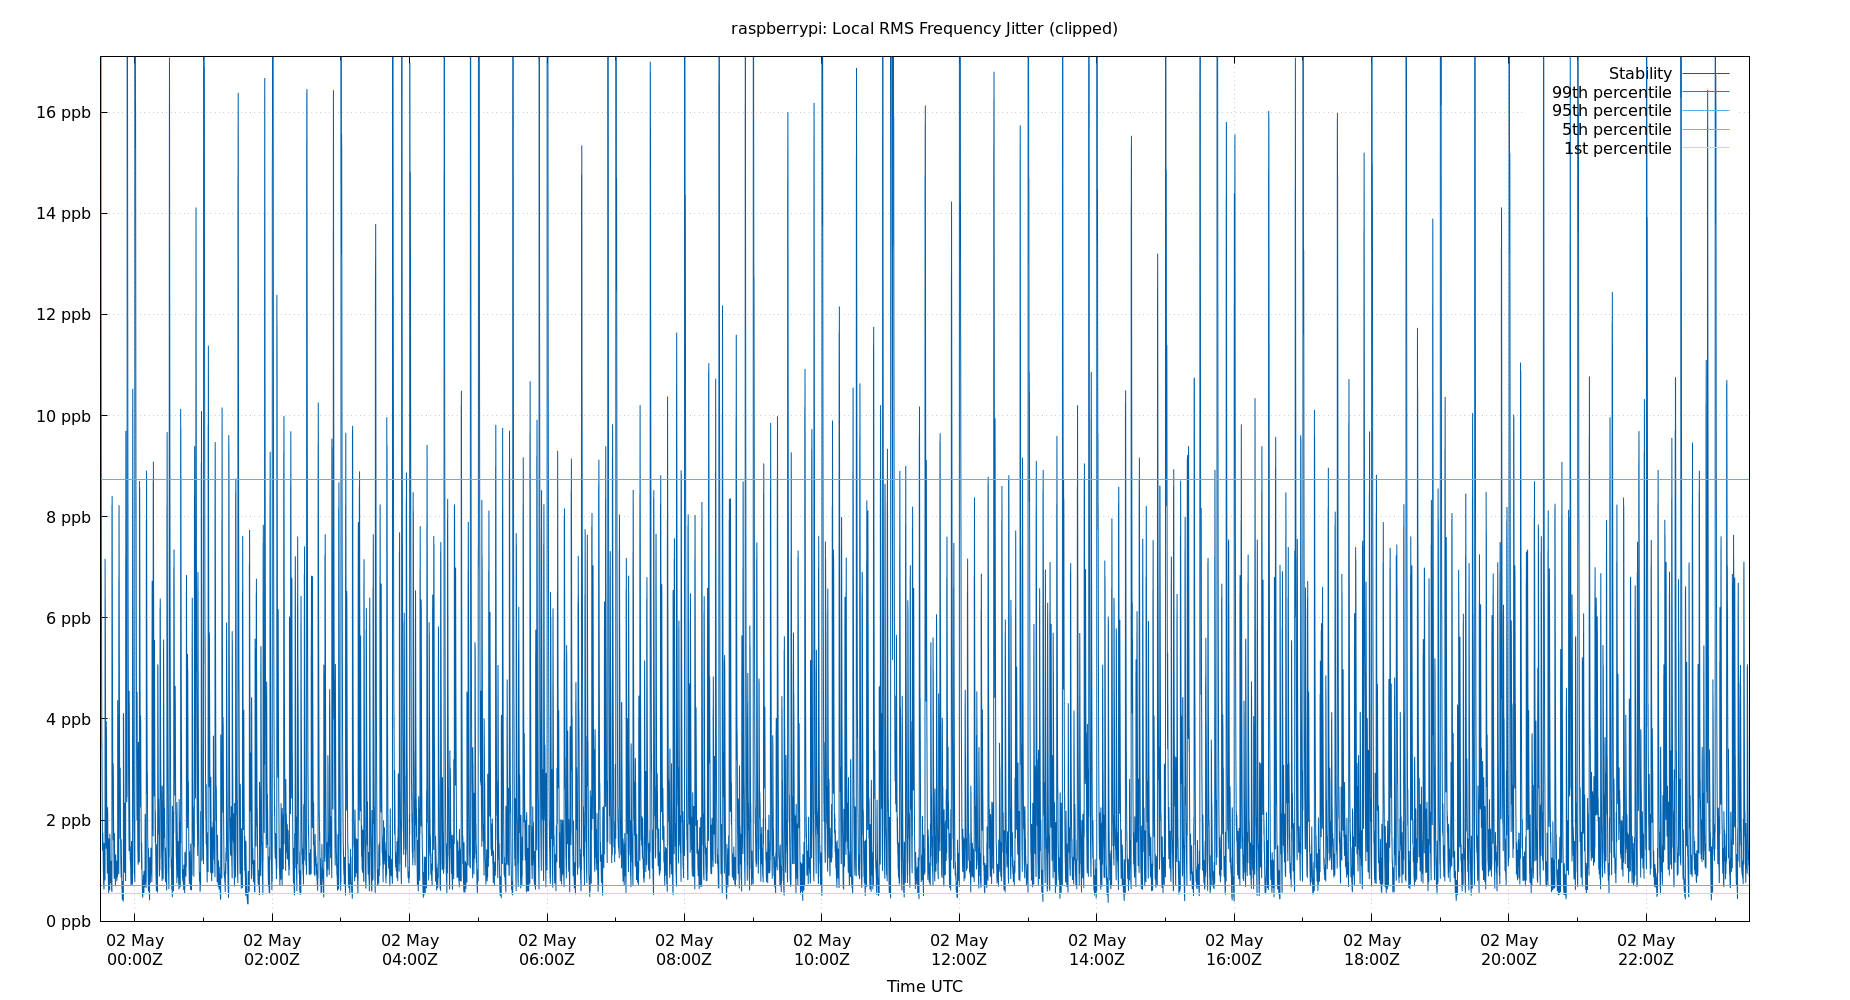 raspberrypi: Local RMS Frequency Jitter (clipped)
Stability
99th percentile
95th percentile
5th percentile
1st percentile
16 ppb
14 ppb
12 ppb
10 ppb
8 ppb
6 ppb
4 ppb
2 ppb
0 ppb
02 May 02 May 02 May 02 May 02 May 02 May 02 May 02 May 02 May 02 May 02 May 02 May
00:00Z 02:00Z 04:00Z 06:00Z 08:00Z 10:00Z 12:00Z 14:00Z 16:00Z 18:00Z 20:00Z 22:00Z
Time UTC